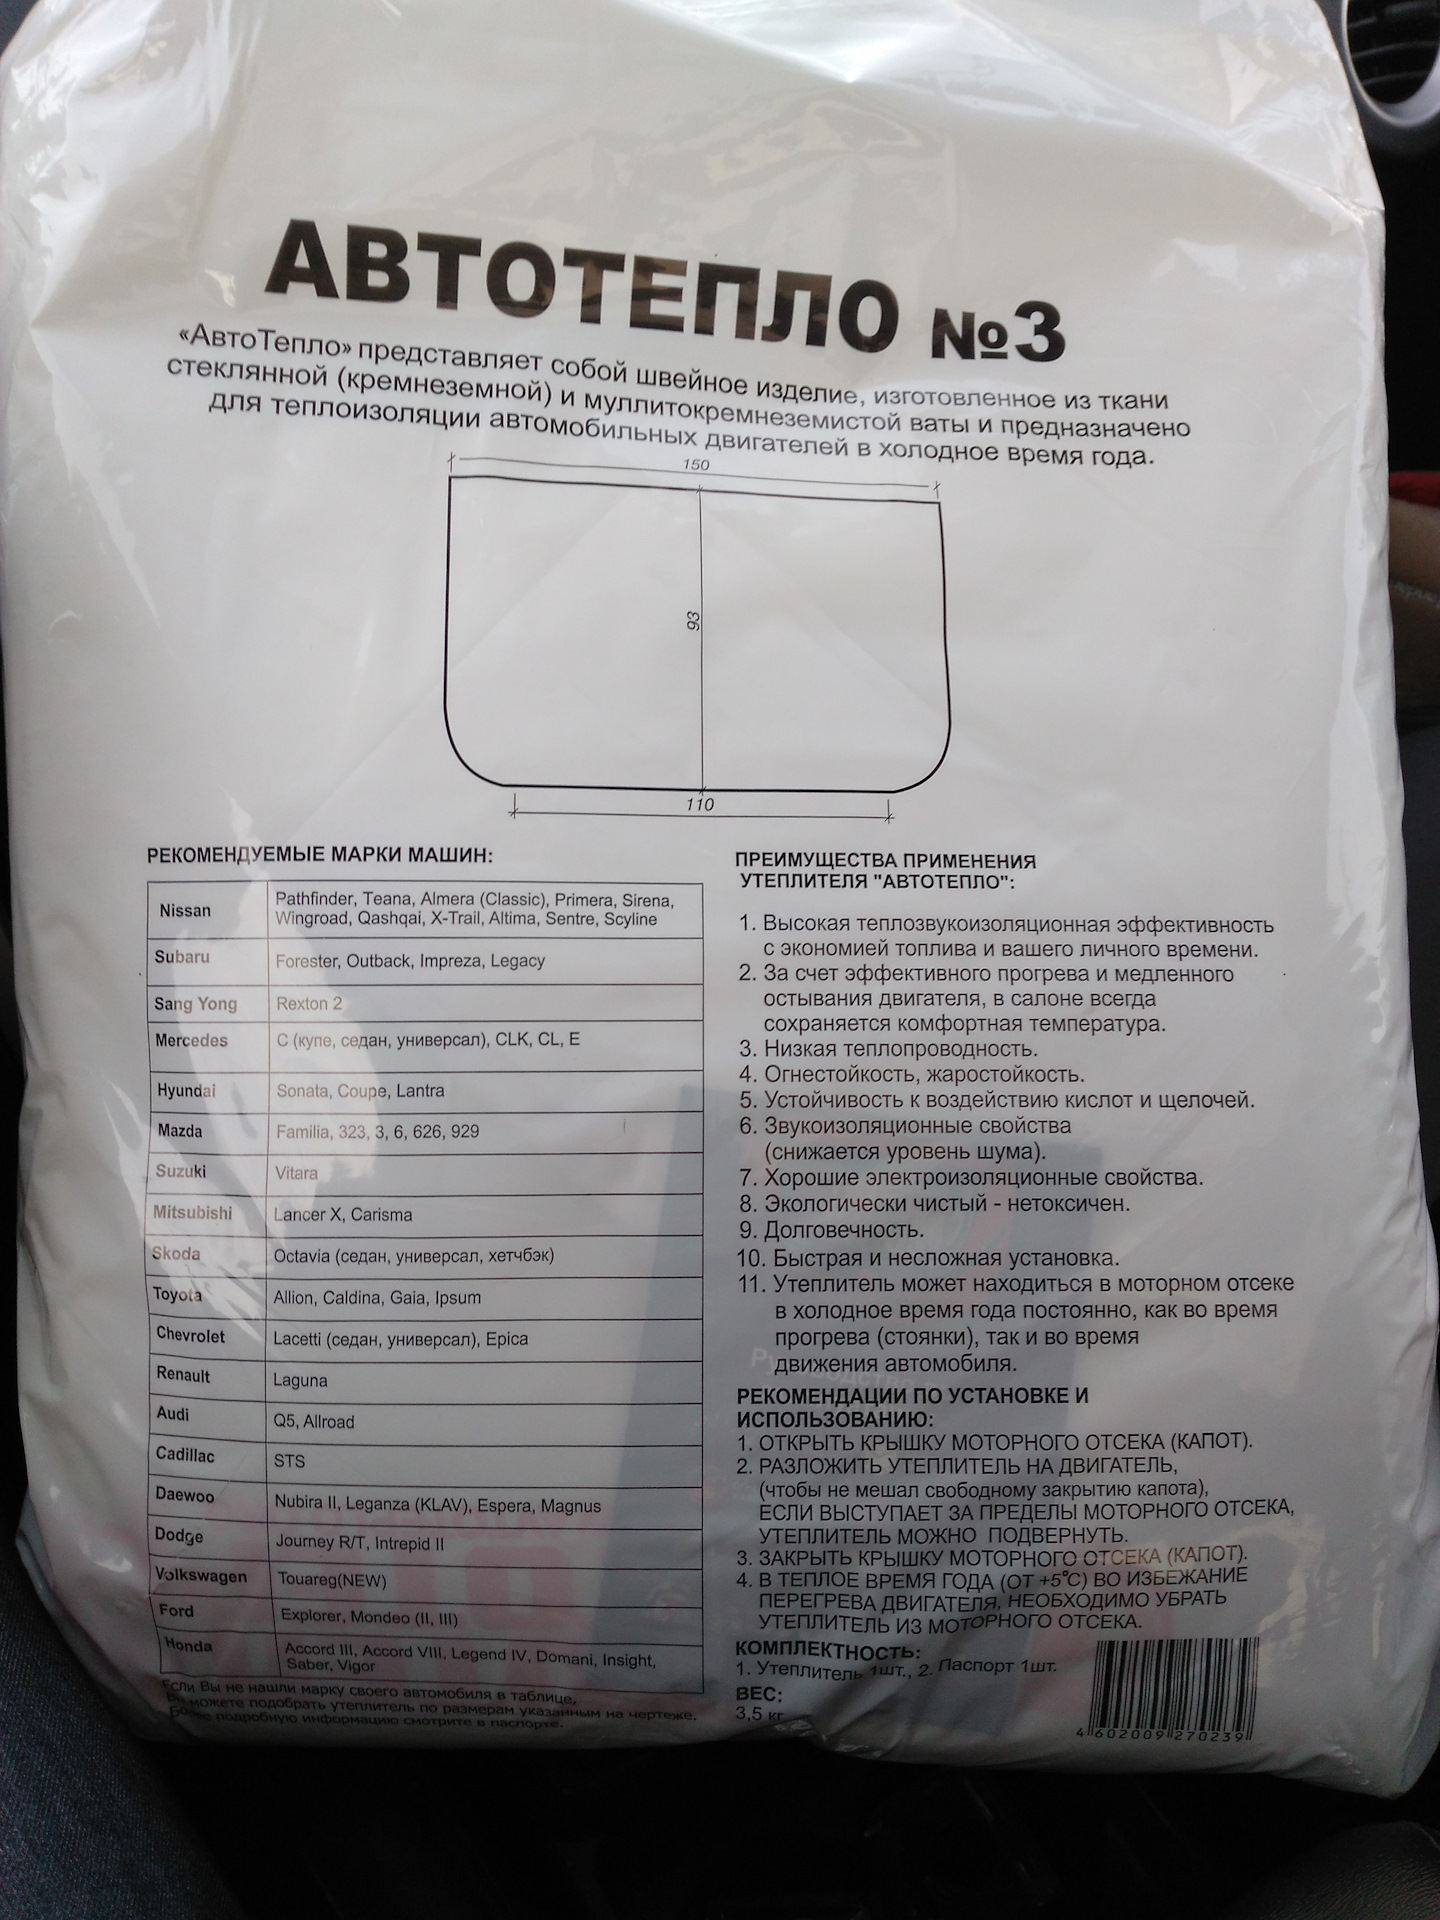 АВТОТЕПЛО №3
«АвтоТепло» представляет собой швейное изделие, изготовленное из ткани
стеклянной (кремнеземной) и муллитокремнеземистой ваты и предназначено
для теплоизоляции автомобильных двигателей в холодное время года.
150
93
110
РЕКОМЕНДУЕМЫЕ МАРКИ МАШИН:
Nissan Pathfinder, Teana, Almera (Classic), Primera, Sirena,
Wingroad, Qashqai, X-Trail, Altima, Sentre, Scyline
Subaru Forester, Outback, Impreza, Legacy
Sang Yong Rexton 2
Mercedes С (купе, седан, универсал), CLK, CL, E
Hyundai Sonata, Coupe, Lantra
Mazda Familia, 323, 3, 6, 626, 929
Suzuki Vitara
Mitsubishi Lancer X, Carisma
Skoda Octavia (седан, универсал, хетчбэк)
Toyota Allion, Caldina, Gaia, Ipsum
Chevrolet Lacetti (седан, универсал), Epica
Renault Laguna
Audi Q5, Allroad
Cadillac STS
Daewoo Nubira II, Leganza (KLAV), Espera, Magnus
Dodge Journey R/T, Intrepid II
Volkswagen Touareg(NEW)
Ford Explorer, Mondeo (II, III)
Honda Accord III, Accord VIII, Legend IV, Domani, Insight,
Saber, Vigor
Если Вы не нашли марку своего автомобиля в таблице,
Вы можете подобрать утеплитель по размерам указанным на чертеже.
Более подробную информацию смотрите в паспорте.
ПРЕИМУЩЕСТВА ПРИМЕНЕНИЯ
УТЕПЛИТЕЛЯ "АВТОТЕПЛО":
1. Высокая теплозвукоизоляционная эффективность
с экономией топлива и вашего личного времени.
2. За счет эффективного прогрева и медленного
остывания двигателя, в салоне всегда
сохраняется комфортная температура.
3. Низкая теплопроводность.
4. Огнестойкость, жаростойкость.
5. Устойчивость к воздействию кислот и щелочей.
6. Звукоизоляционные свойства
(снижается уровень шума).
7. Хорошие электроизоляционные свойства.
8. Экологически чистый - нетоксичен.
9. Долговечность.
10. Быстрая и несложная установка.
11. Утеплитель может находиться в моторном отсеке
в холодное время года постоянно, как во время
прогрева (стоянки), так и во время
движения автомобиля.
РЕКОМЕНДАЦИИ ПО УСТАНОВКЕ И
ИСПОЛЬЗОВАНИЮ:
1. ОТКРЫТЬ КРЫШКУ МОТОРНОГО ОТСЕКА (КАПОТ).
2. РАЗЛОЖИТЬ УТЕПЛИТЕЛЬ НА ДВИГАТЕЛЬ,
(чтобы не мешал свободному закрытию капота),
ЕСЛИ ВЫСТУПАЕТ ЗА ПРЕДЕЛЫ МОТОРНОГО ОТСЕКА,
УТЕПЛИТЕЛЬ МОЖНО ПОДВЕРНУТЬ.
3. ЗАКРЫТЬ КРЫШКУ МОТОРНОГО ОТСЕКА (КАПОТ).
4. В ТЕПЛОЕ ВРЕМЯ ГОДА (ОТ +5°С) ВО ИЗБЕЖАНИЕ
ПЕРЕГРЕВА ДВИГАТЕЛЯ, НЕОБХОДИМО УБРАТЬ
УТЕПЛИТЕЛЬ ИЗ МОТОРНОГО ОТСЕКА.
КОМПЛЕКТНОСТЬ:
1. Утеплитель 1шт., 2. Паспорт 1шт.
ВЕС:
3,5 кг
4 602009 270239